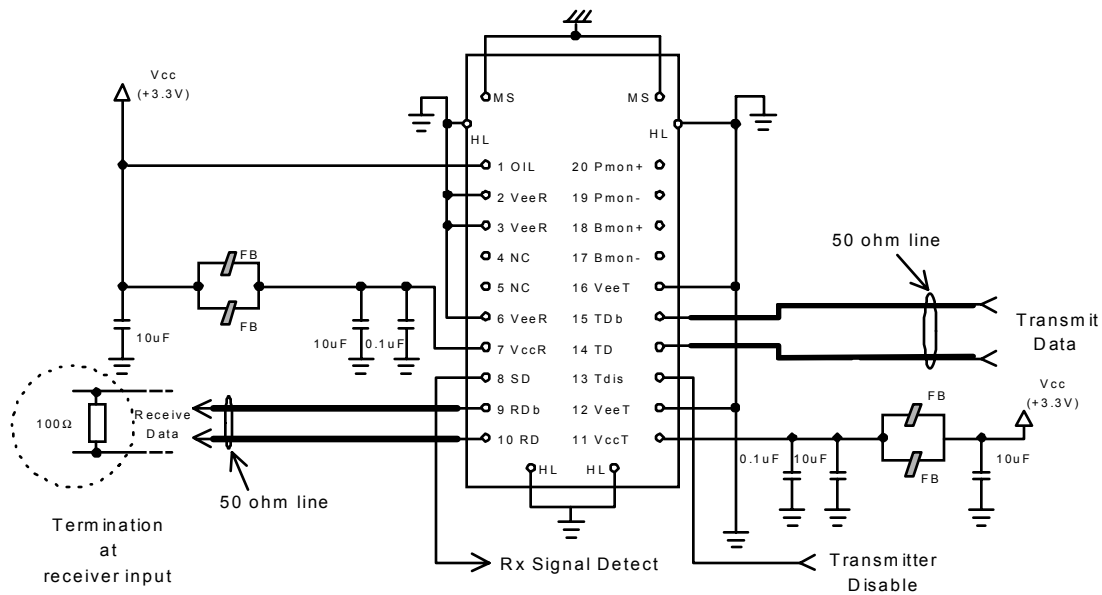 Vcc
(+3.3V)
MS
MS
HL
HL
1 OIL
20 Pmon+
2 VeeR
19 Pmon-
3 VeeR
18 Bmon+
4 NC
17 Bmon-
5 NC
16 VeeT
6 VeeR
15 TDb
7 VccR
14 TD
8 SD
13 Tdis
9 RDb
12 VeeT
10 RD
11 VccT
HL
HL
FB
FB
10uF
10uF
0.1uF
50 ohm line
Transmit
Data
100Ω
Receive
Data
50 ohm line
Termination
at
receiver input
Vcc
(+3.3V)
FB
FB
0.1uF
10uF
10uF
Rx Signal Detect
Transmitter
Disable